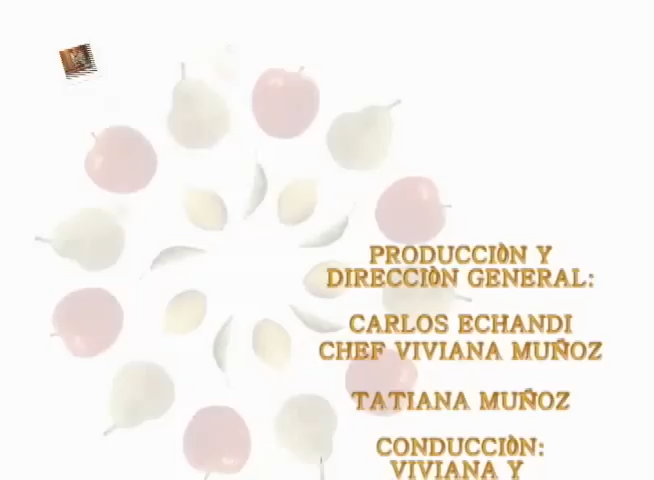 PRODUCCIÒN Y
DIRECCIÒN GENERAL:
CARLOS ECHANDI
CHEF VIVIANA MUÑOZ
TATIANA MUÑOZ
CONDUCCIÒN:
VIVIANA Y